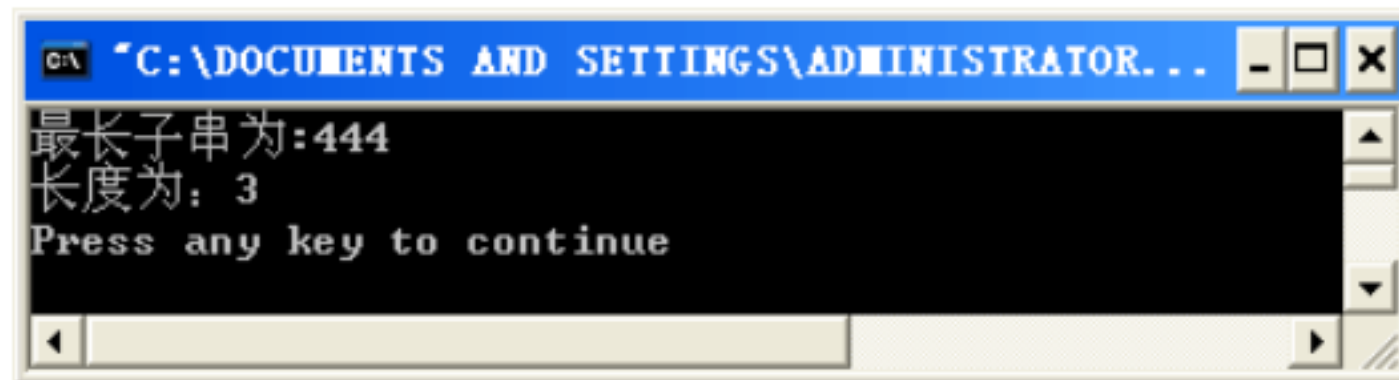 "C:\DOCUMENTS AND SETTINGS\ADMINISTRATOR...
最长子串为:444
长度为：3
Press any key to continue